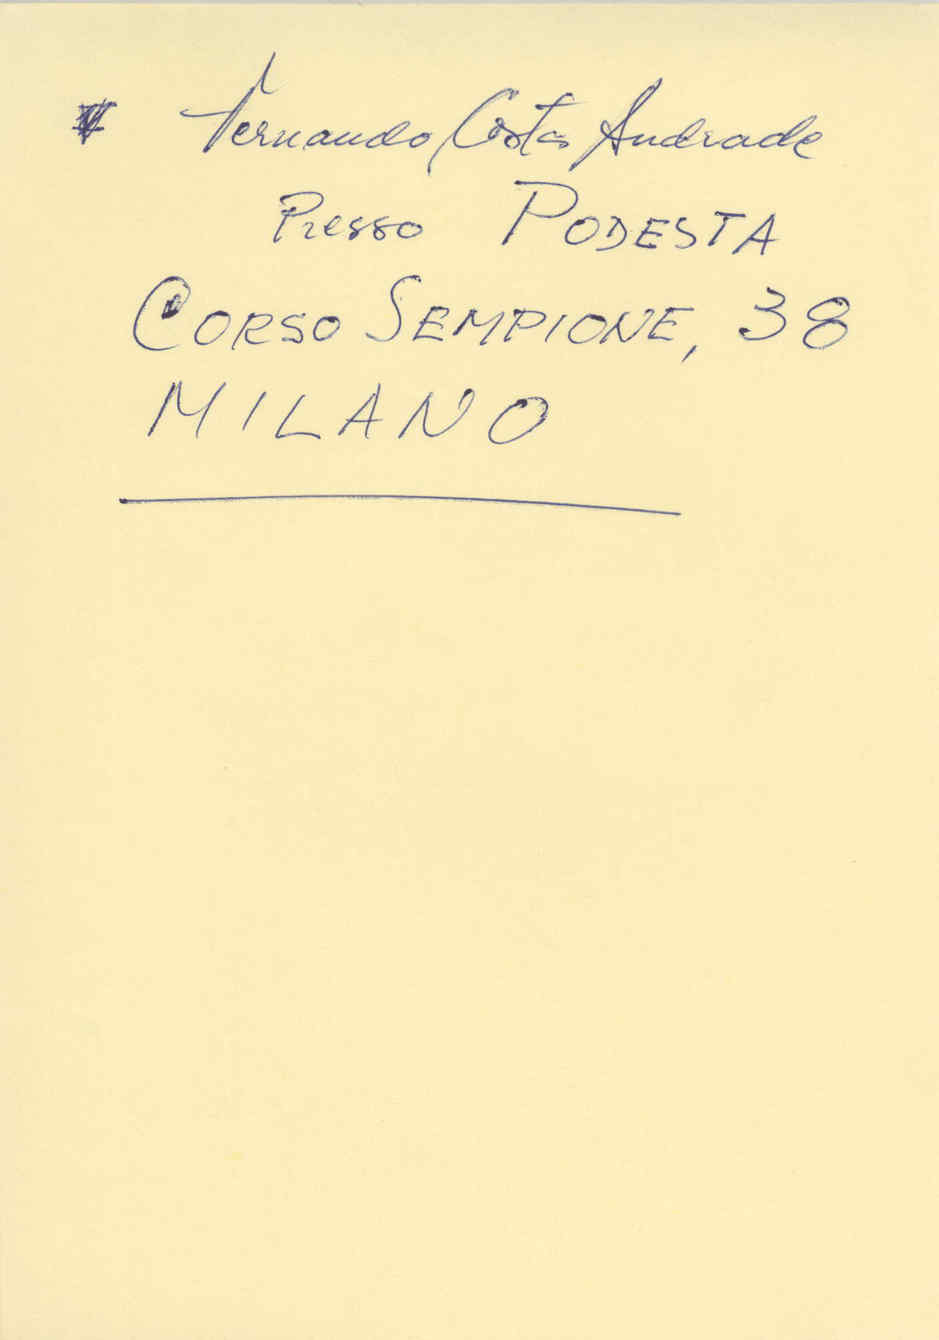 Fernando Costa Andrade
Presso PODESTA
CORSO SEMPIONE, 38
MILANO